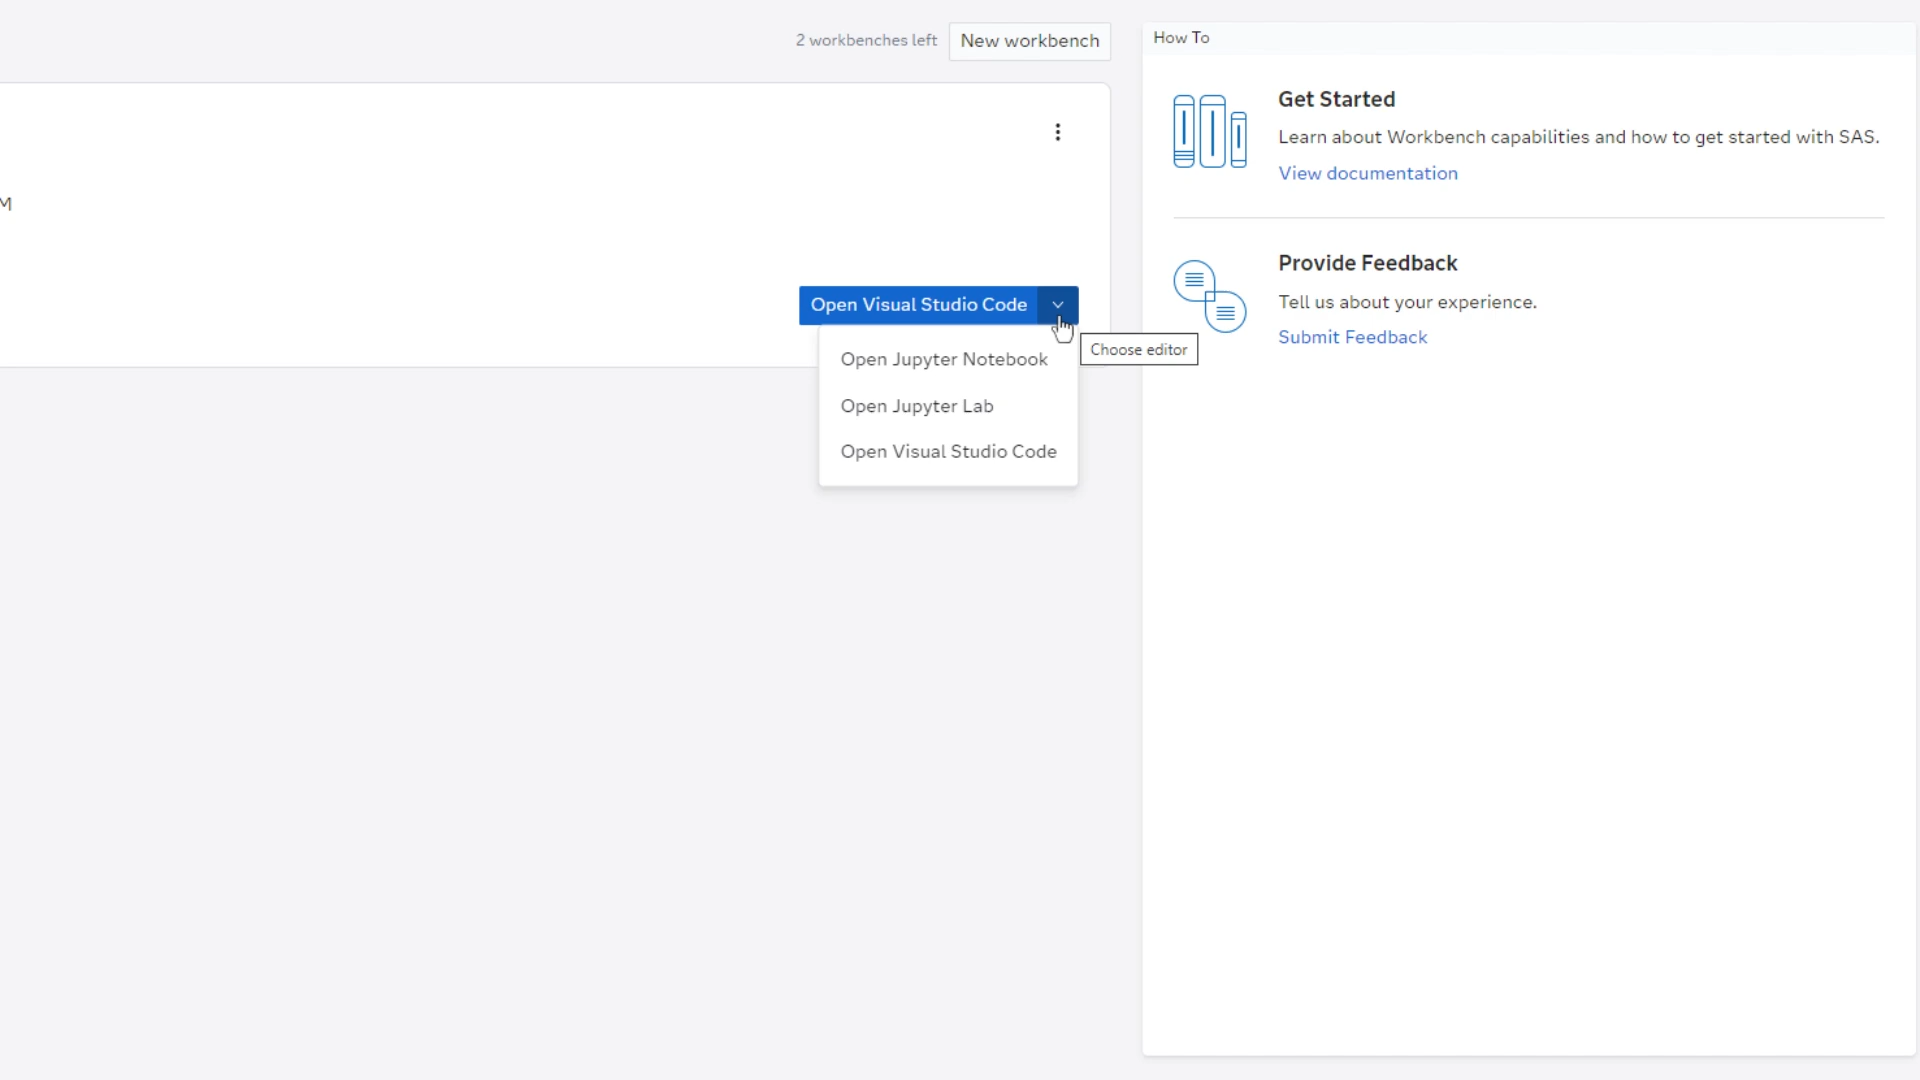 2 workbenches left
New workbench
M
Open Visual Studio Code
Open Jupyter Notebook
Open Jupyter Lab
Open Visual Studio Code
Choose editor
How To
Get Started
Learn about Workbench capabilities and how to get started with SAS.
View documentation
Provide Feedback
Tell us about your experience.
Submit Feedback